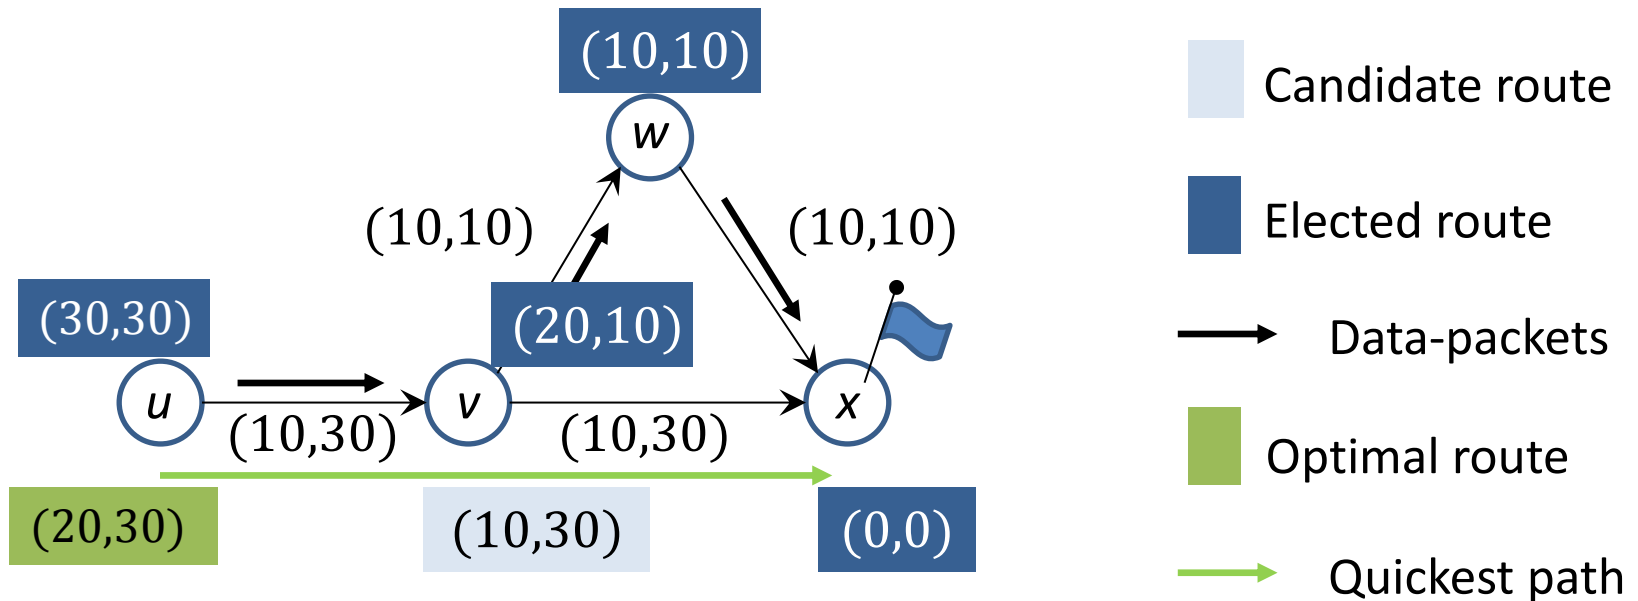 (10,10)
w
(10,10)
(10,10)
(30,30)
(20,10)
u
v
x
(10,30)
(10,30)
(20,30)
(10,30)
(0,0)
Candidate route
Elected route
Data-packets
Optimal route
Quickest path